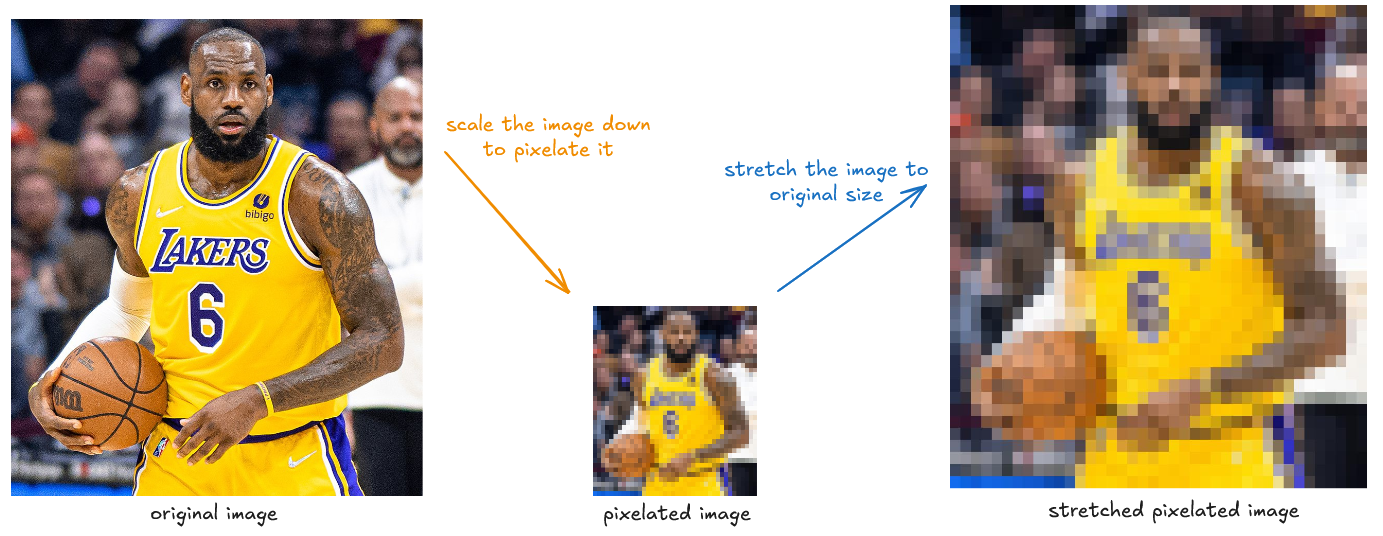 scale the image down
to pixelate it
stretch the image to
original size
bibigo
LAKERS
6
original image
pixelated image
stretched pixelated image